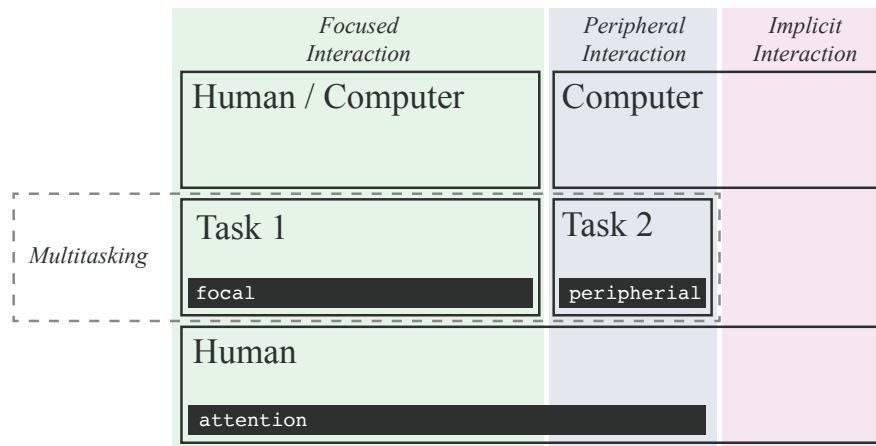 Focused
Interaction
Peripheral
Interaction
Implicit
Interaction
Human / Computer
Computer
Multitasking
Task 1
Task 2
focal
peripherial
Human
attention